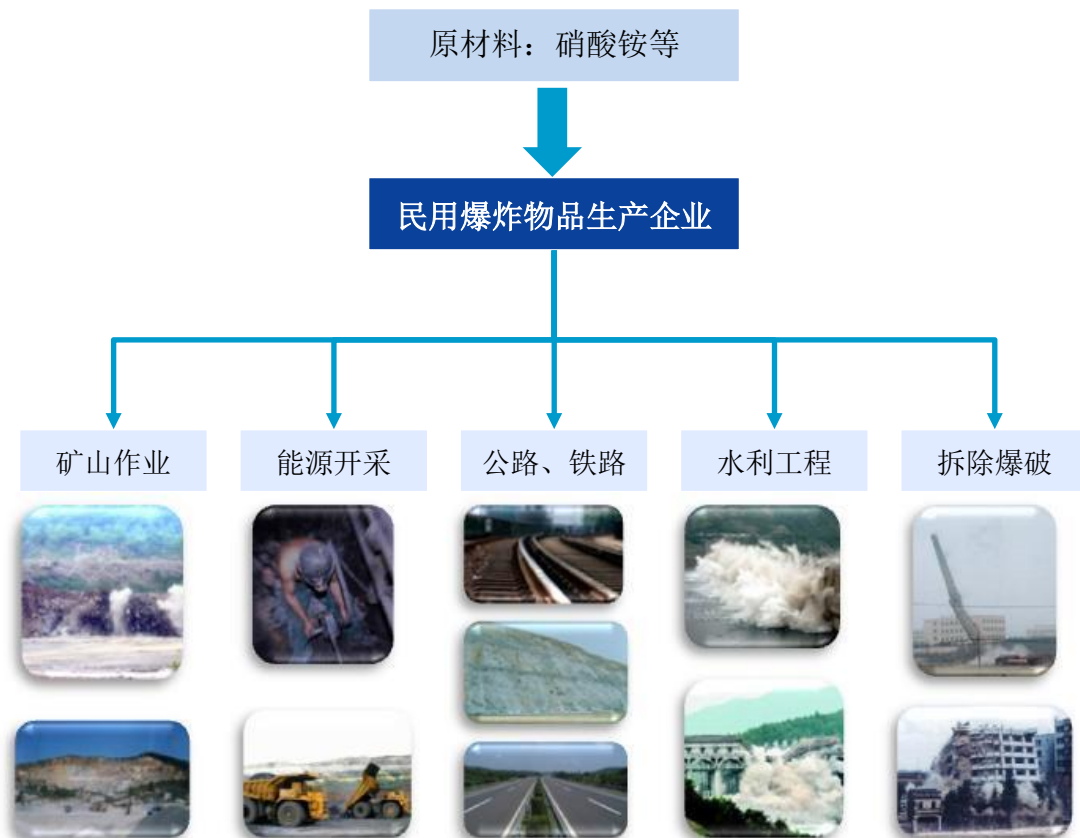 原材料：硝酸铵等
民用爆炸物品生产企业
矿山作业
能源开采
公路、铁路
水利工程
拆除爆破